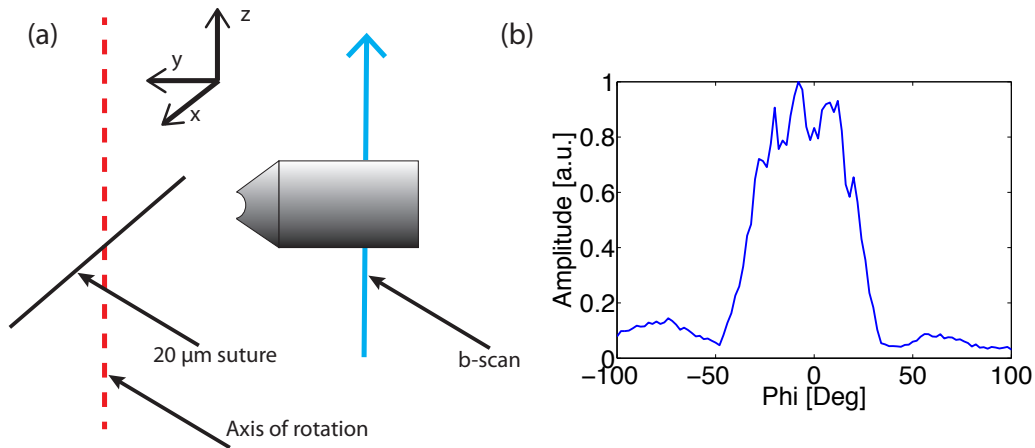 (a)
z
y
x
20 μm suture
b-scan
Axis of rotation
(b)
Amplitude [a.u.]
1
0.8
0.6
0.4
0.2
0
−100
−50
0
50
100
Phi [Deg]